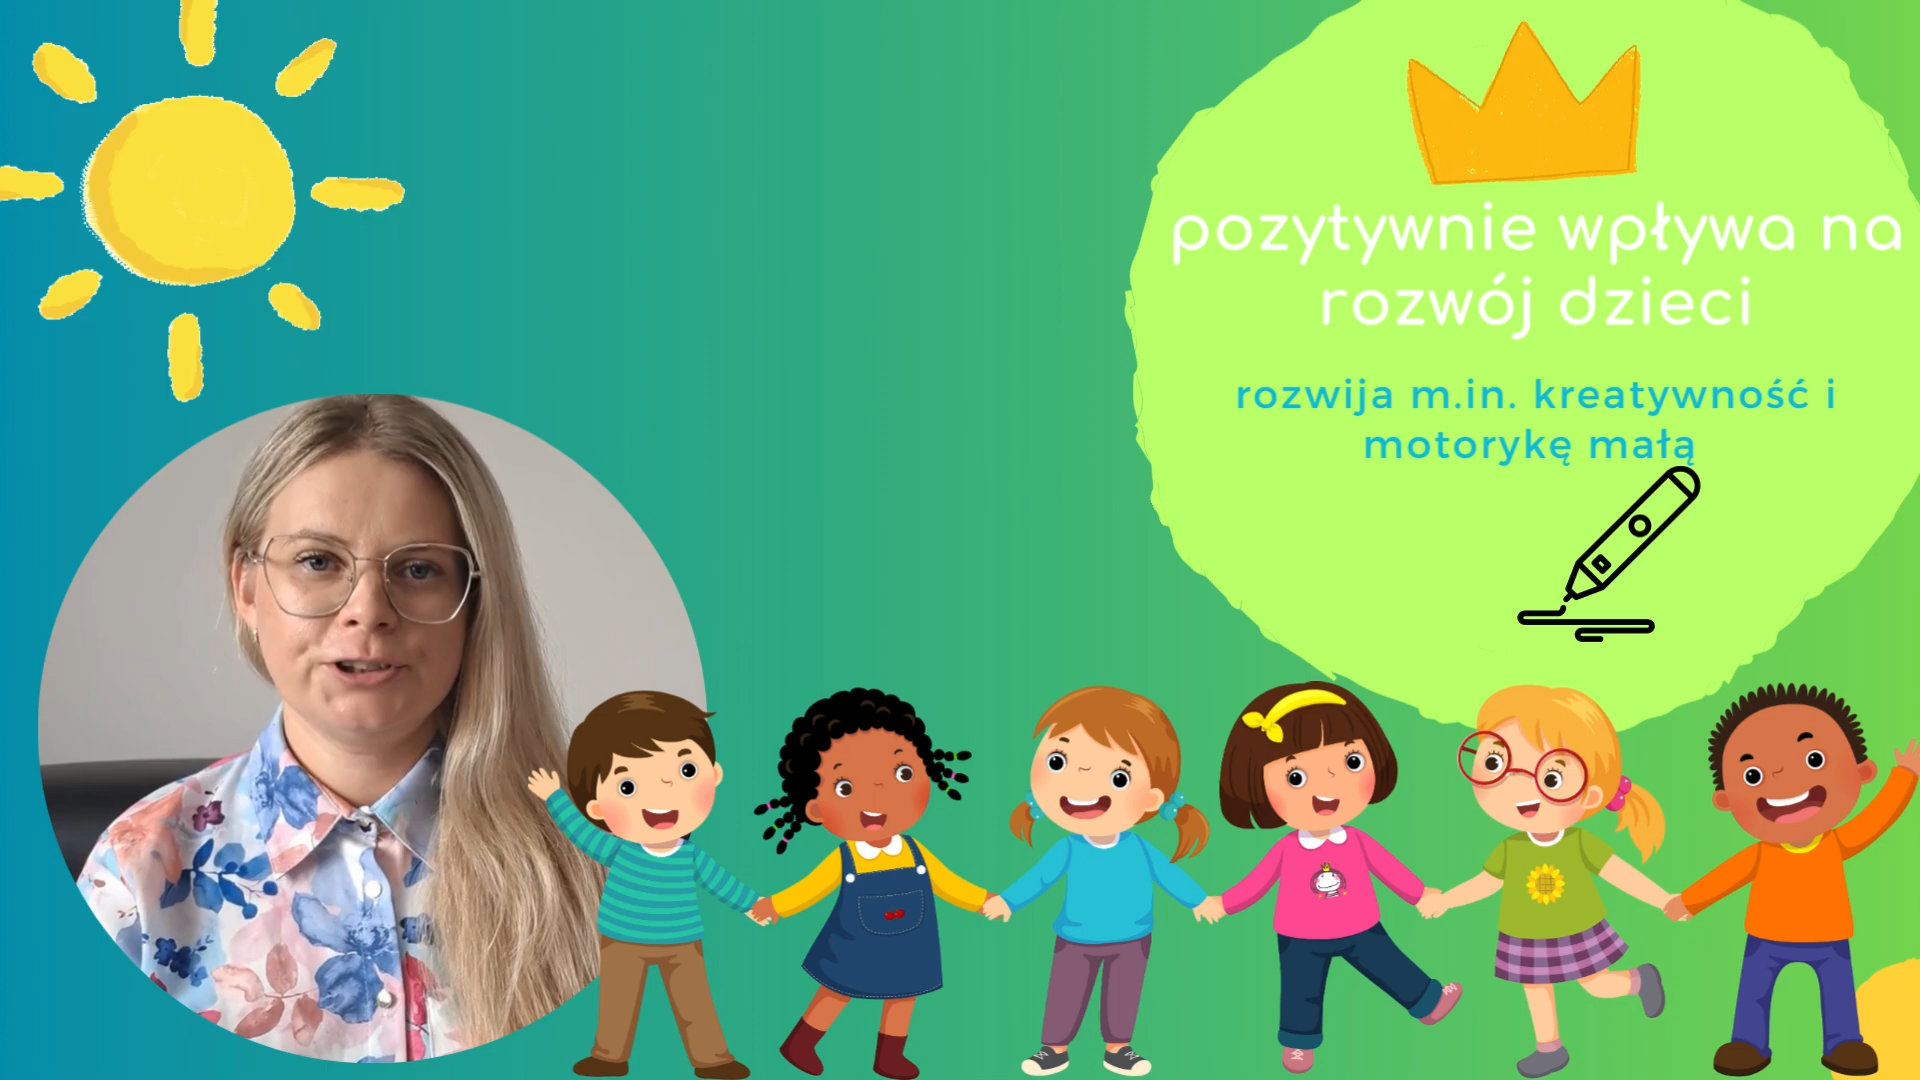 pozytywnie wpływa na
rozwój dzieci
rozwija m.in. kreatywność i
motorykę małą